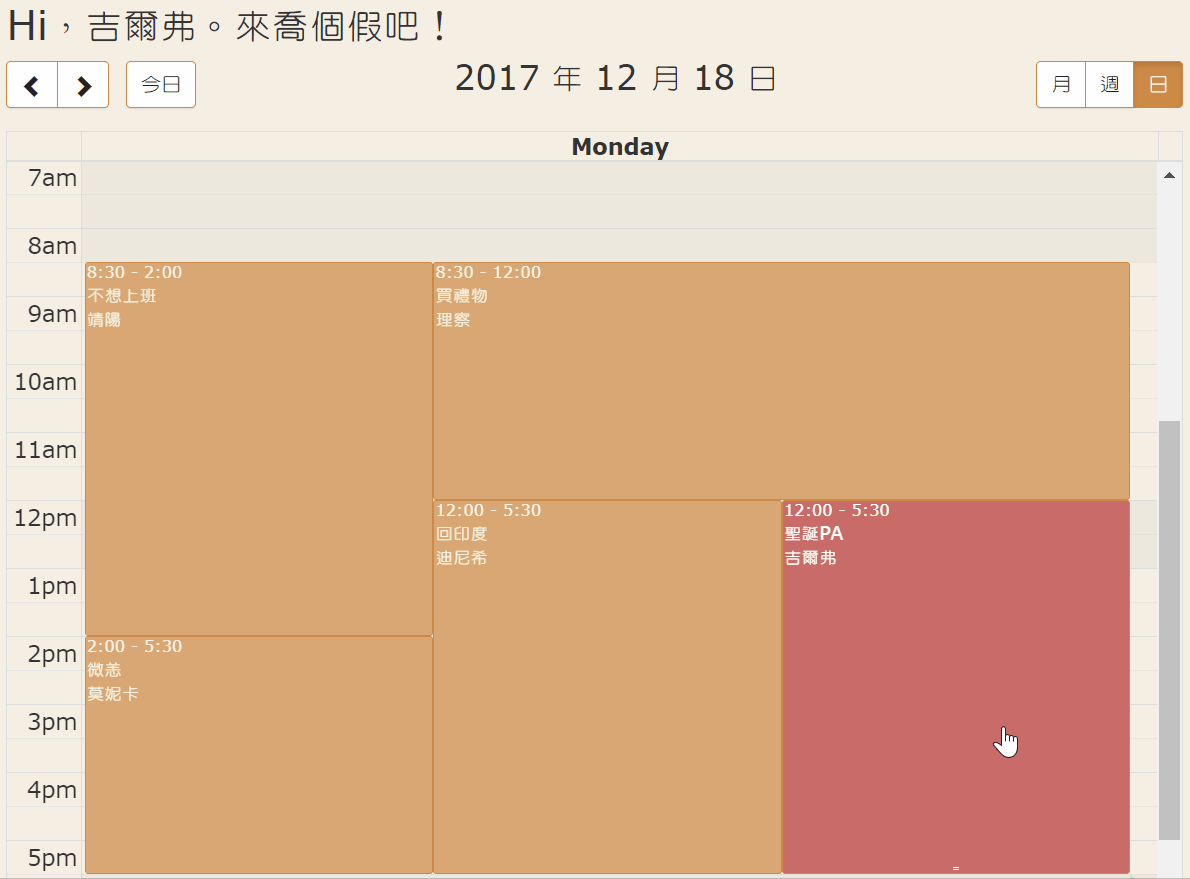 Hi，吉爾弗。來喬個假吧！
今日
2017 年 12 月 18 日
月 週 日
Monday
7am
8am
9am
10am
11am
12pm
1pm
2pm
3pm
4pm
5pm
8:30 - 2:00
不想上班
靖陽
8:30 - 12:00
買禮物
理察
12:00 - 5:30
回印度
迪尼希
12:00 - 5:30
聖誕PA
吉爾弗
2:00 - 5:30
微恙
莫妮卡